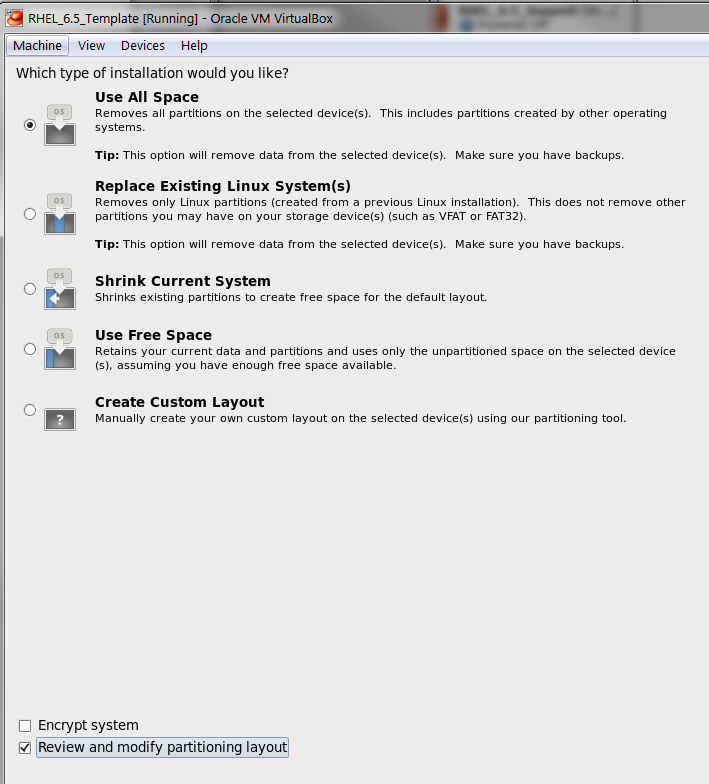 RHEL_6.5_Template [Running] - Oracle VM VirtualBox
Machine View Devices Help
Which type of installation would you like?
Use All Space
Removes all partitions on the selected device(s). This includes partitions created by other operating
systems.
Tip: This option will remove data from the selected device(s). Make sure you have backups.
OS
Replace Existing Linux System(s)
Removes only Linux partitions (created from a previous Linux installation). This does not remove other
partitions you may have on your storage device(s) (such as VFAT or FAT32).
Tip: This option will remove data from the selected device(s). Make sure you have backups.
OS
Shrink Current System
Shrinks existing partitions to create free space for the default layout.
OS
Use Free Space
Retains your current data and partitions and uses only the unpartitioned space on the selected device
(s), assuming you have enough free space available.
OS
Create Custom Layout
Manually create your own custom layout on the selected device(s) using our partitioning tool.
?
Encrypt system
Review and modify partitioning layout